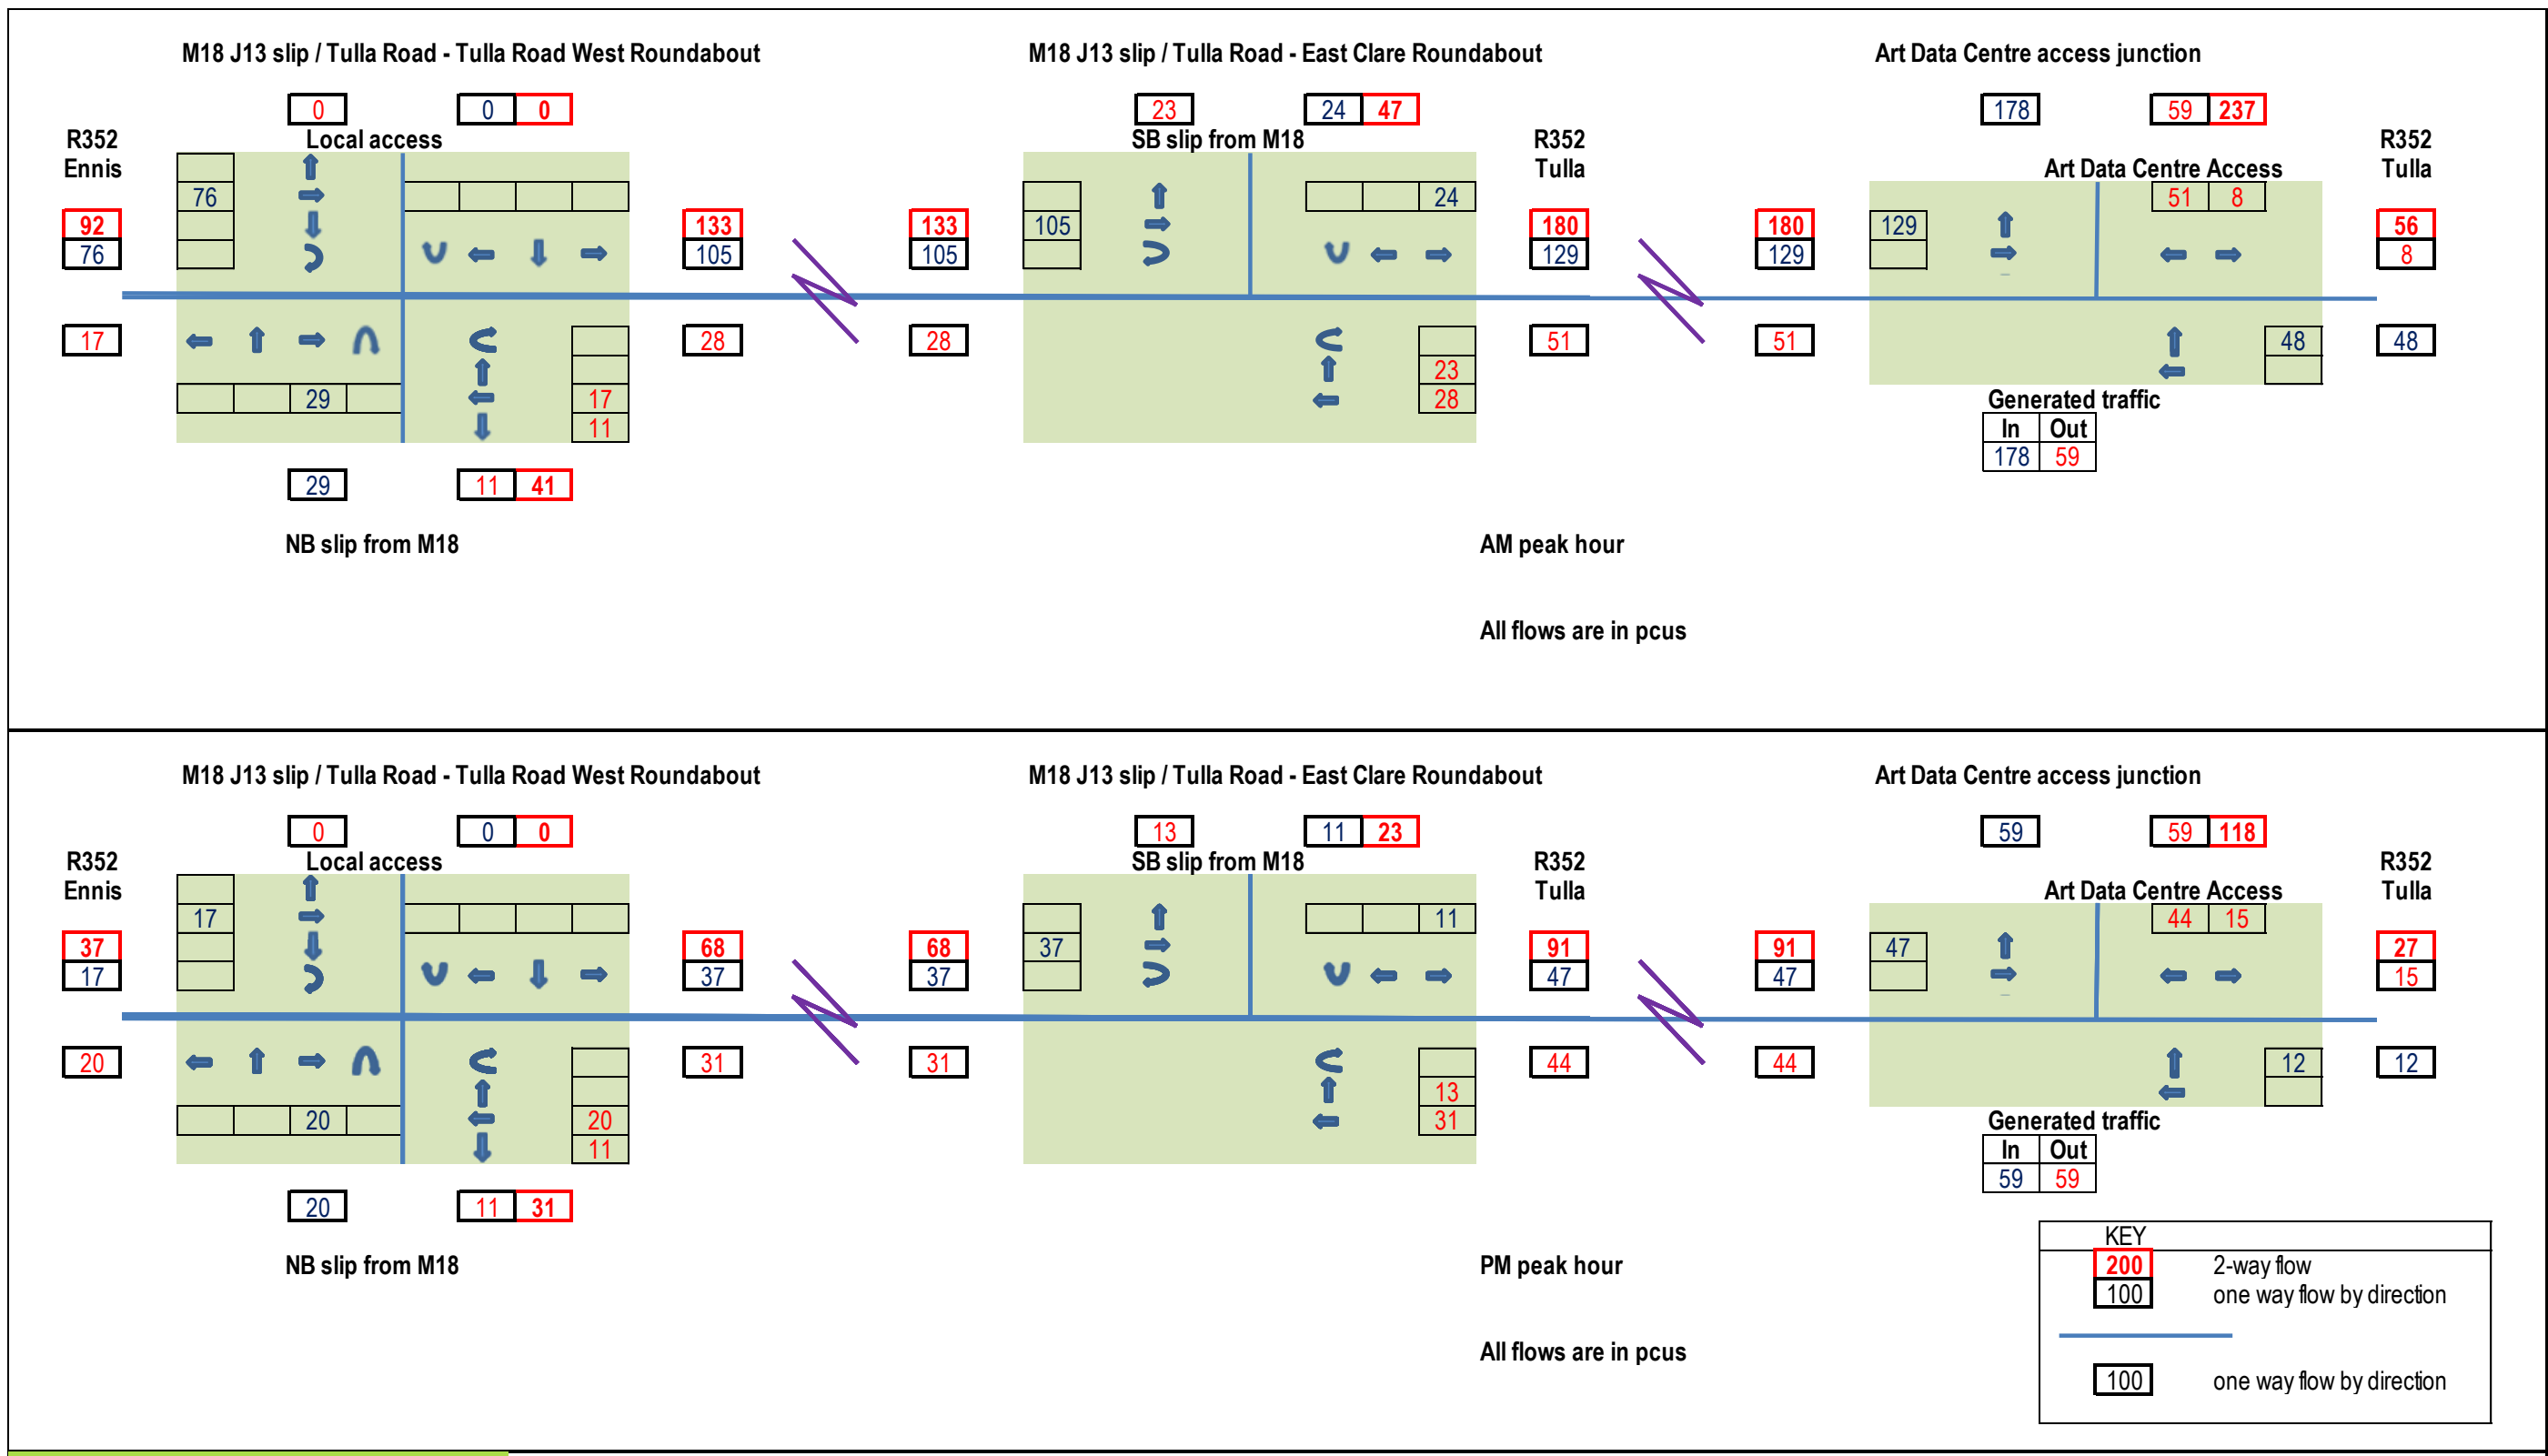 M18 J13 slip / Tulla Road - Tulla Road West Roundabout M18 J13 slip / Tulla Road - East Clare Roundabout Art Data Centre access junction
0 0 0 23 24 47 178 59 237
R352 Local access SB slip from M18 R352 R352
Ennis Tulla Art Data Centre Access Tulla
76 24 51 8
92 133 133 105 180 180 129 56
76 105 105 129 129 8
17 28 28 51 51 48 48
23
29 17 28 Generated traffic
11 In Out
178 59
29 11 41
NB slip from M18 AM peak hour
All flows are in pcus
M18 J13 slip / Tulla Road - Tulla Road West Roundabout M18 J13 slip / Tulla Road - East Clare Roundabout Art Data Centre access junction
0 0 0 13 11 23 59 59 118
R352 Local access SB slip from M18 R352 R352
Ennis Tulla Art Data Centre Access Tulla
17 11 44 15
37 68 68 37 91 91 47 27
17 37 37 47 47 15
20 31 31 44 44 12 12
13
20 20 31 Generated traffic
11 In Out
59 59
20 11 31
KEY
NB slip from M18 PM peak hour 200 2-way flow
100 one way flow by direction
All flows are in pcus
100 one way flow by direction